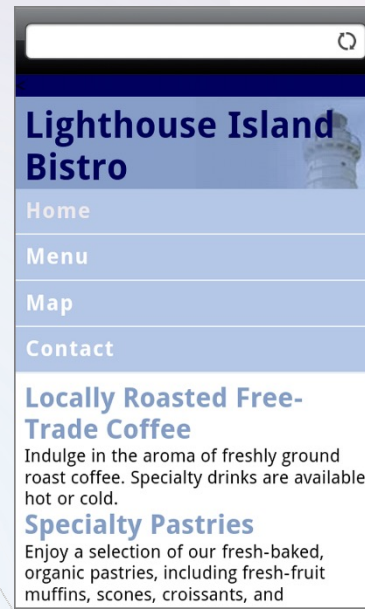 Lighthouse Island
Bistro
Home
Menu
Map
Contact
Locally Roasted Free-
Trade Coffee
Indulge in the aroma of freshly ground
roast coffee. Specialty drinks are available
hot or cold.
Specialty Pastries
Enjoy a selection of our fresh-baked,
organic pastries, including fresh-fruit
muffins, scones, croissants, and